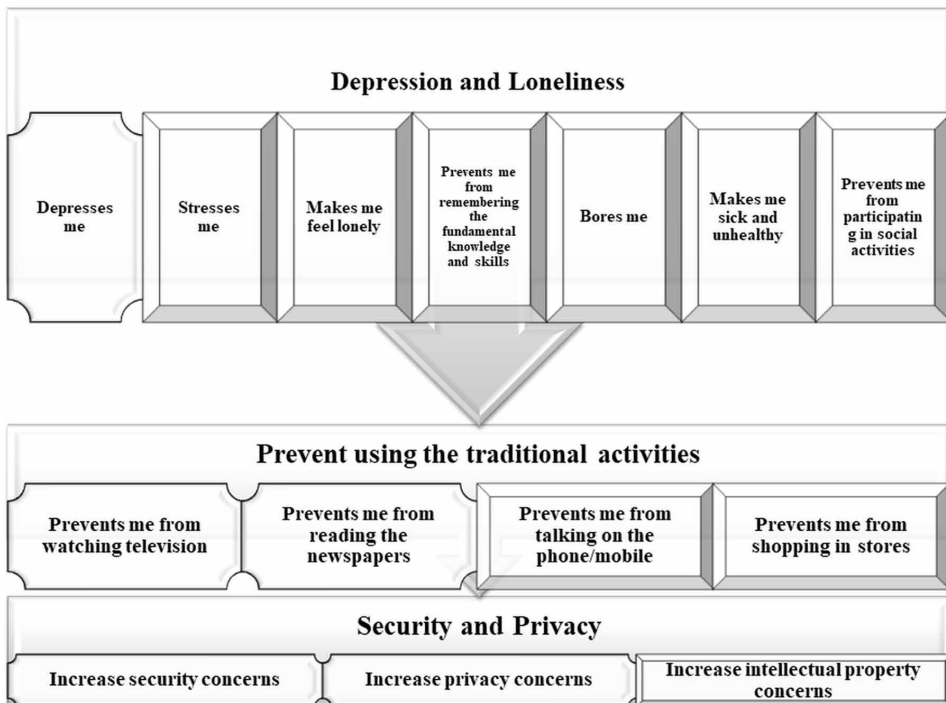 Depression and Loneliness
Depresses
me
Stresses
me
Makes me
feel lonely
Prevents me
from
remembering
the
fundamental
knowledge
and skills
Bores me
Makes me
sick and
unhealthy
Prevents me
from
participatin
g in social
activities
Prevent using the traditional activities
Prevents me from
watching television
Prevents me from
reading the
newspapers
Prevents me from
talking on the
phone/mobile
Prevents me from
shopping in stores
Security and Privacy
Increase security concerns
Increase privacy concerns
Increase intellectual property
concerns